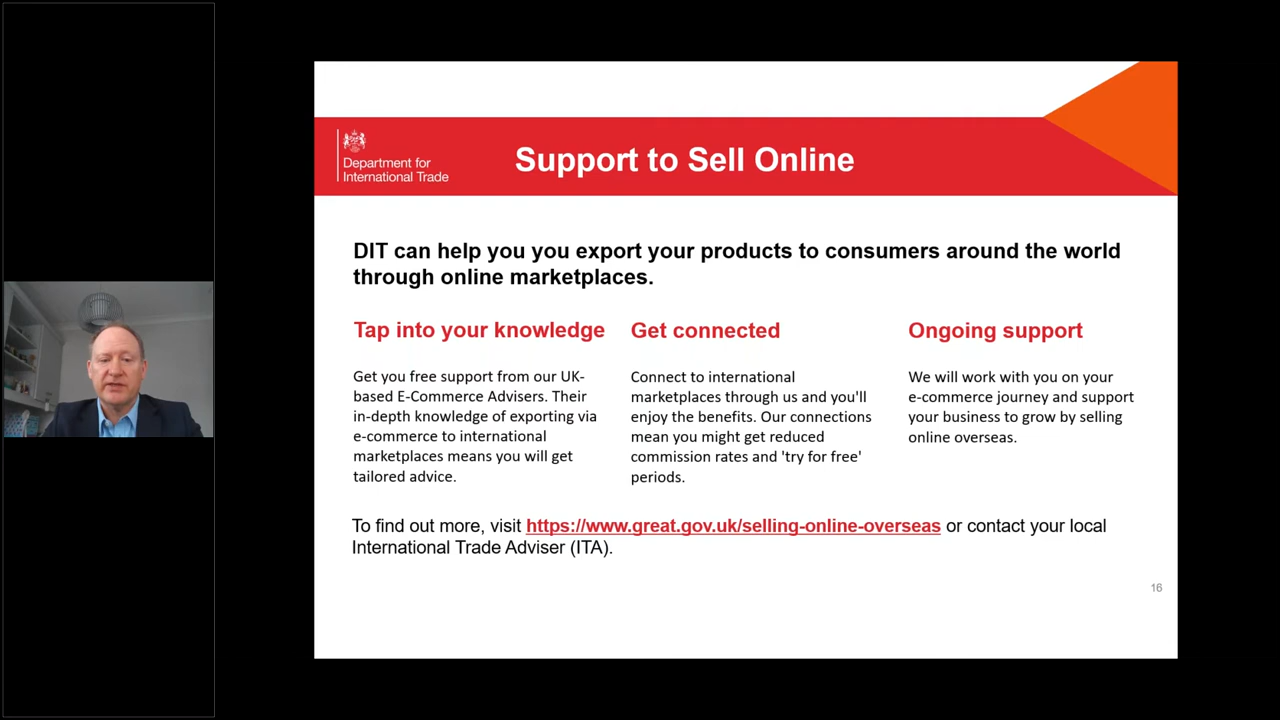 Department for
International Trade
Support to Sell Online
DIT can help you you export your products to consumers around the world
through online marketplaces.
Tap into your knowledge
Get you free support from our UK-
based E-Commerce Advisers. Their
in-depth knowledge of exporting via
e-commerce to international
marketplaces means you will get
tailored advice.
Get connected
Connect to international
marketplaces through us and you'll
enjoy the benefits. Our connections
mean you might get reduced
commission rates and 'try for free'
periods.
Ongoing support
We will work with you on your
e-commerce journey and support
your business to grow by selling
online overseas.
To find out more, visit https://www.great.gov.uk/selling-online-overseas or contact your local
International Trade Adviser (ITA).
16